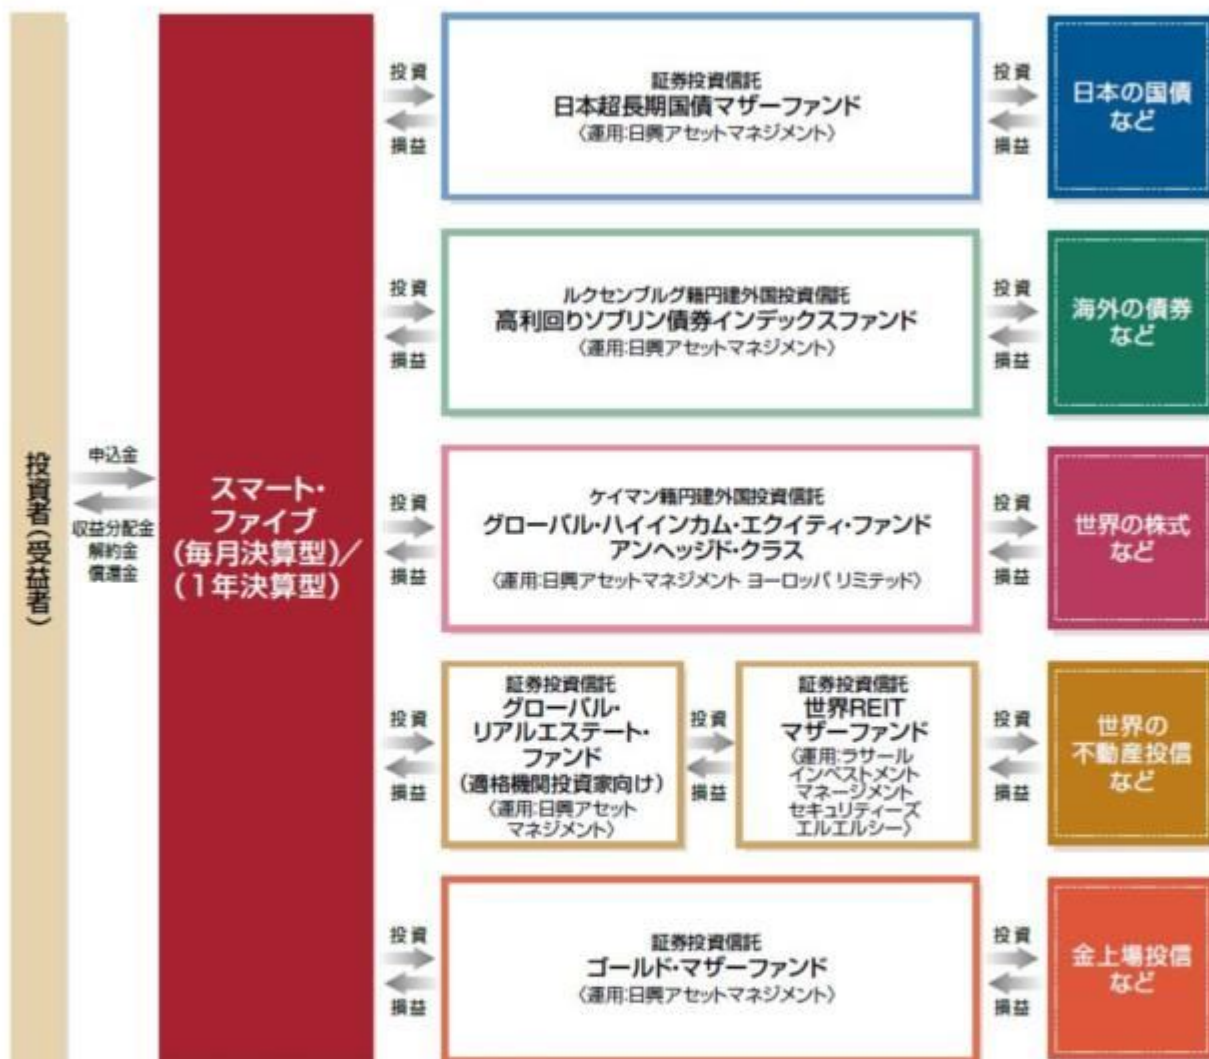 投資者(受益者)
申込金
収益分配金
解約金
償還金
スマート・
ファイブ
(毎月決算型)/
(1年決算型)
投資
損益
証券投資信託
日本超長期国債マザーファンド
〈運用:日興アセットマネジメント〉
投資
損益
日本の国債
など
投資
損益
ルクセンブルグ籍円建外国投資信託
高利回りソブリン債券インデックスファンド
〈運用:日興アセットマネジメント〉
投資
損益
海外の債券
など
投資
損益
ケイマン籍円建外国投資信託
グローバル・ハイインカム・エクイティ・ファンド
アンヘッジド・クラス
〈運用:日興アセットマネジメント ヨーロッパ リミテッド〉
投資
損益
世界の株式
など
投資
損益
証券投資信託
グローバル・
リアルエステート・
ファンド
(適格機関投資家向け)
〈運用:日興アセット
マネジメント〉
投資
損益
証券投資信託
世界REIT
マザーファンド
〈運用:ラサール
インベストメント
マネージメント
セキュリティーズ
エルエルシー〉
投資
損益
世界の
不動産投信
など
投資
損益
証券投資信託
ゴールド・マザーファンド
〈運用:日興アセットマネジメント〉
投資
損益
金上場投信
など